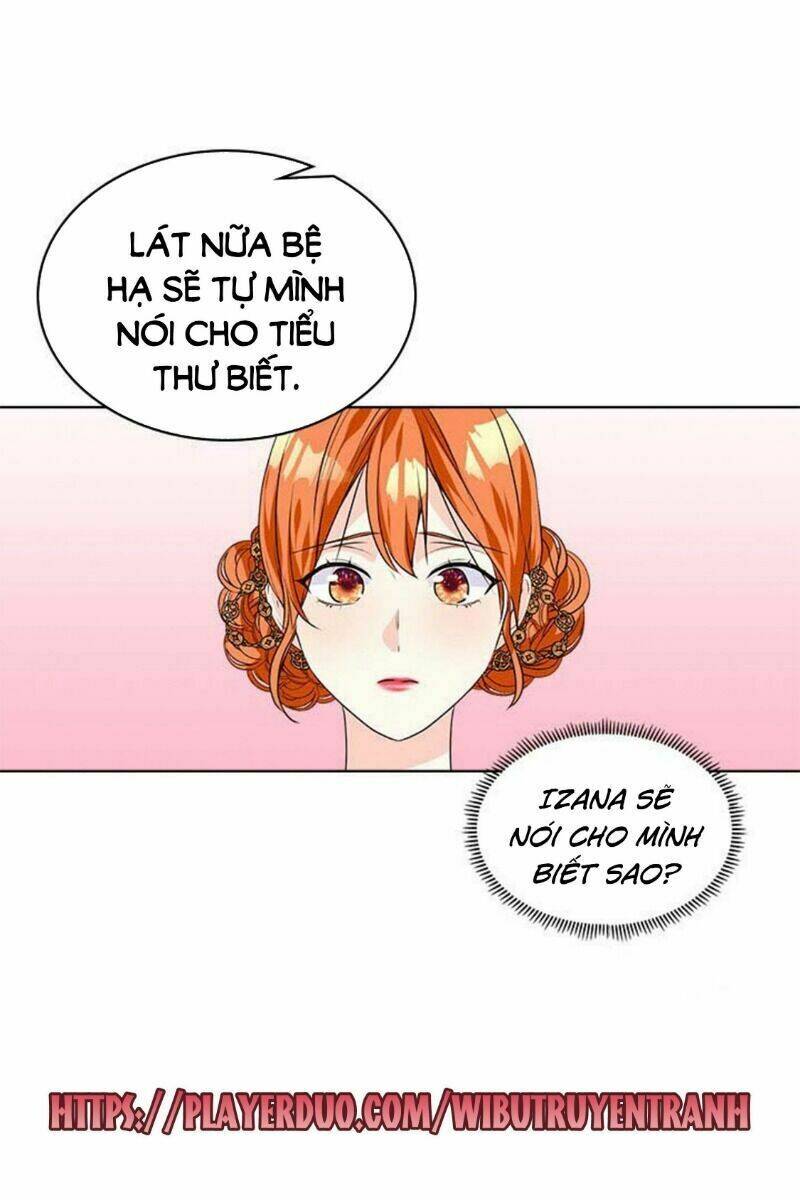 LÁT NỮA BỆ
HẠ SẼ TỰ MÌNH
NÓI CHO TIỂU
THƯ BIẾT.
IZANA SẼ
NÓI CHO MÌNH
BIẾT SAO?
HTTPS://PLAYERDUO.COM/WIBUTRUYENTRANH